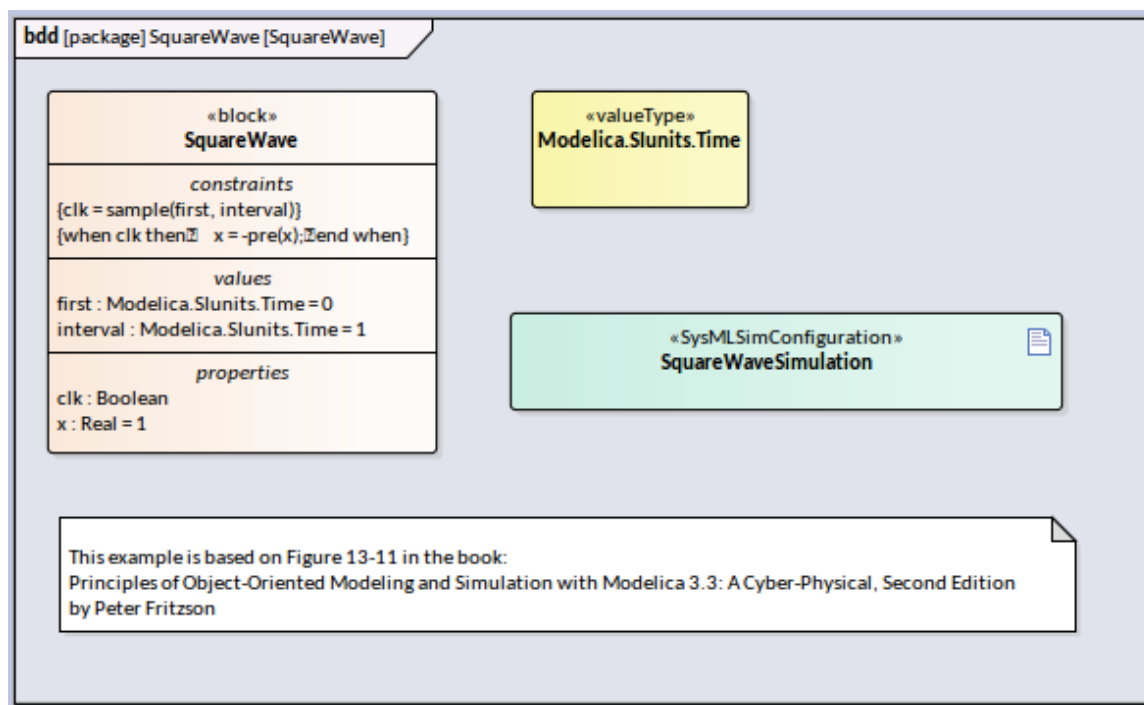 bdd [package] SquareWave [SquareWave]
«block»
SquareWave
constraints
{clk = sample(first, interval)}
{when clk then⍰ x = -pre(x);⍰end when}
values
first : Modelica.SIunits.Time = 0
interval : Modelica.SIunits.Time = 1
properties
clk : Boolean
x : Real = 1
«valueType»
Modelica.SIunits.Time
«SysMLSimConfiguration»
SquareWaveSimulation
This example is based on Figure 13-11 in the book:
Principles of Object-Oriented Modeling and Simulation with Modelica 3.3: A Cyber-Physical, Second Edition
by Peter Fritzson